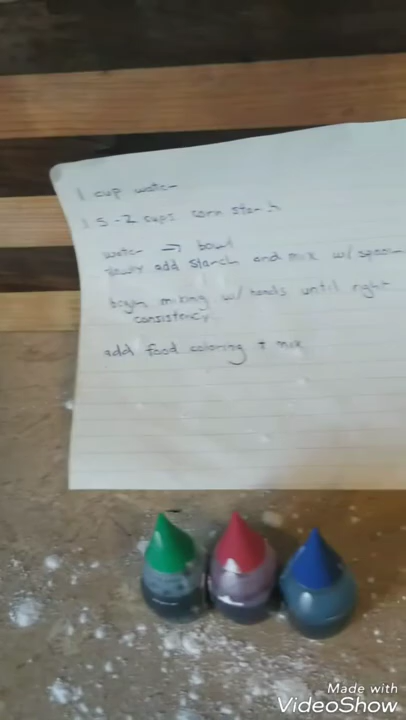 1 cup water
1.5-2 cups corn starch
water → bowl
slowly add starch and mix w/ spoon
begin mixing w/ hands until right
consistency
add food coloring + mix
Made with
VideoShow